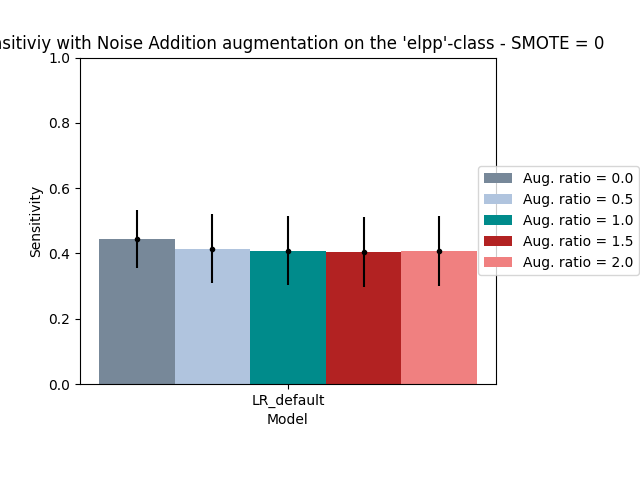 nsitiviy with Noise Addition augmentation on the 'elpp'-class - SMOTE = 0
1.0
0.8
0.6
0.4
0.2
0.0
Sensitivity
LR_default
Model
Aug. ratio = 0.0
Aug. ratio = 0.5
Aug. ratio = 1.0
Aug. ratio = 1.5
Aug. ratio = 2.0